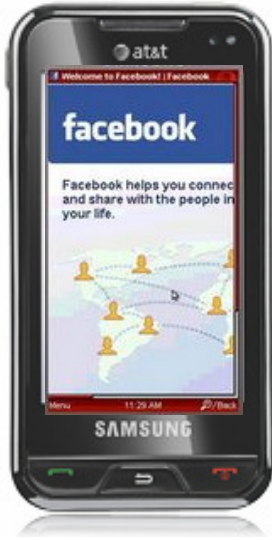 at&t
Welcome to Facebook! | Facebook
facebook
Facebook helps you connec
and share with the people in
your life.
Menu 11:29 AM /Back
SAMSUNG